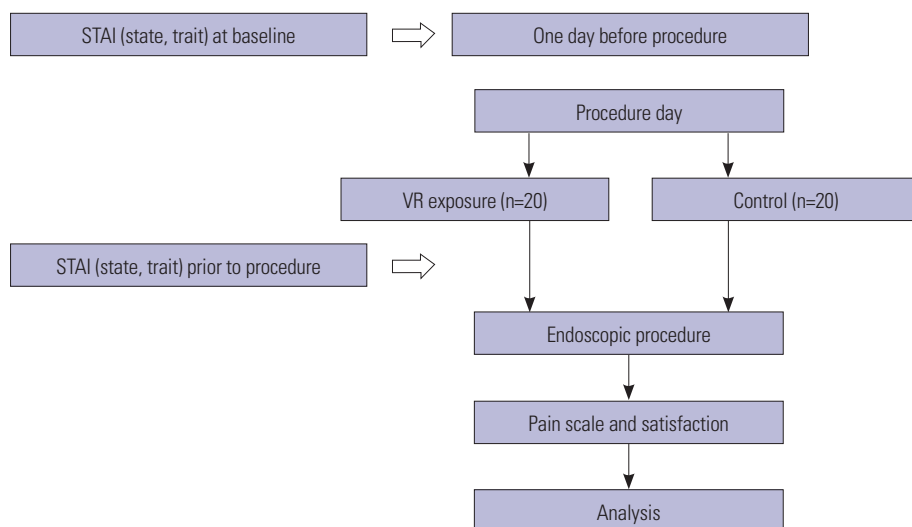 STAI (state, trait) at baseline
One day before procedure
Procedure day
VR exposure (n=20)
Control (n=20)
STAI (state, trait) prior to procedure
Endoscopic procedure
Pain scale and satisfaction
Analysis